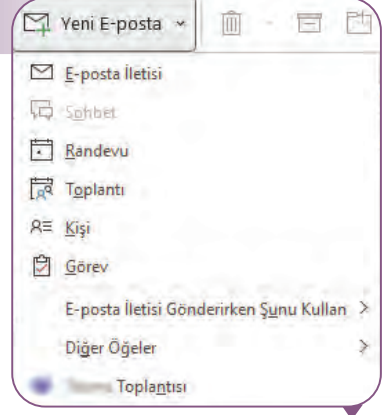 Yeni E-posta
E-posta İletisi
Sohbet
Randevu
Toplantı
Kişi
Görev
E-posta İletisi Gönderirken Şunu Kullan
Diğer Öğeler
Toplantısı